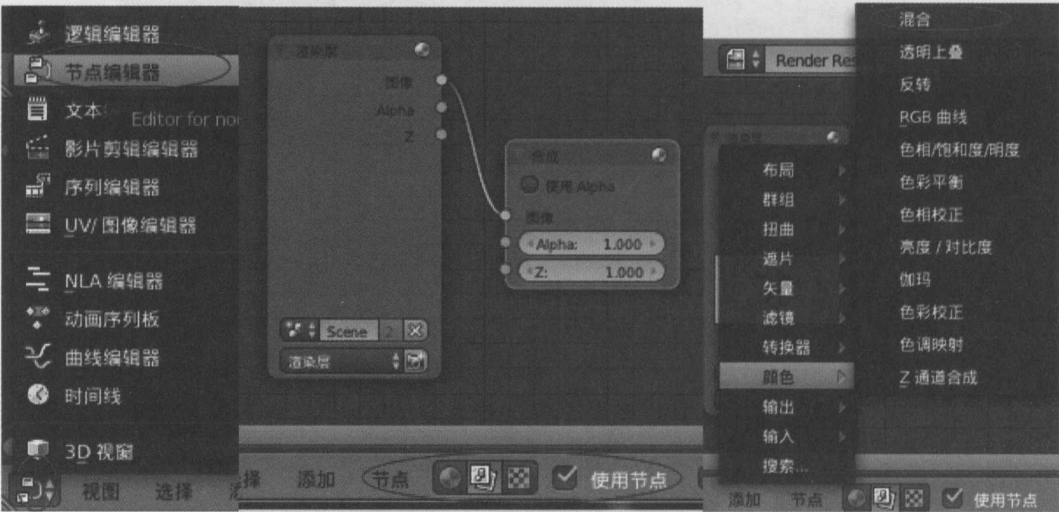 逻辑编辑器
节点编辑器
文本
Editor for no
影片剪辑编辑器
序列编辑器
UV/ 图像编辑器
NLA 编辑器
动画序列板
曲线编辑器
时间线
3D 视窗
视图 选择
渲染层
图像
Alpha
Z
Scene 2
渲染层
合成
使用 Alpha
图像
Alpha: 1.000
Z: 1.000
择 添加 节点 使用节点
Render Res
渲染层
布局
群组
扭曲
遮片
矢量
滤镜
转换器
颜色
输出
输入
搜索...
添加 节点 使用节点
混合
透明上叠
反转
RGB 曲线
色相/饱和度/明度
色彩平衡
色相校正
亮度 / 对比度
伽玛
色彩校正
色调映射
Z 通道合成